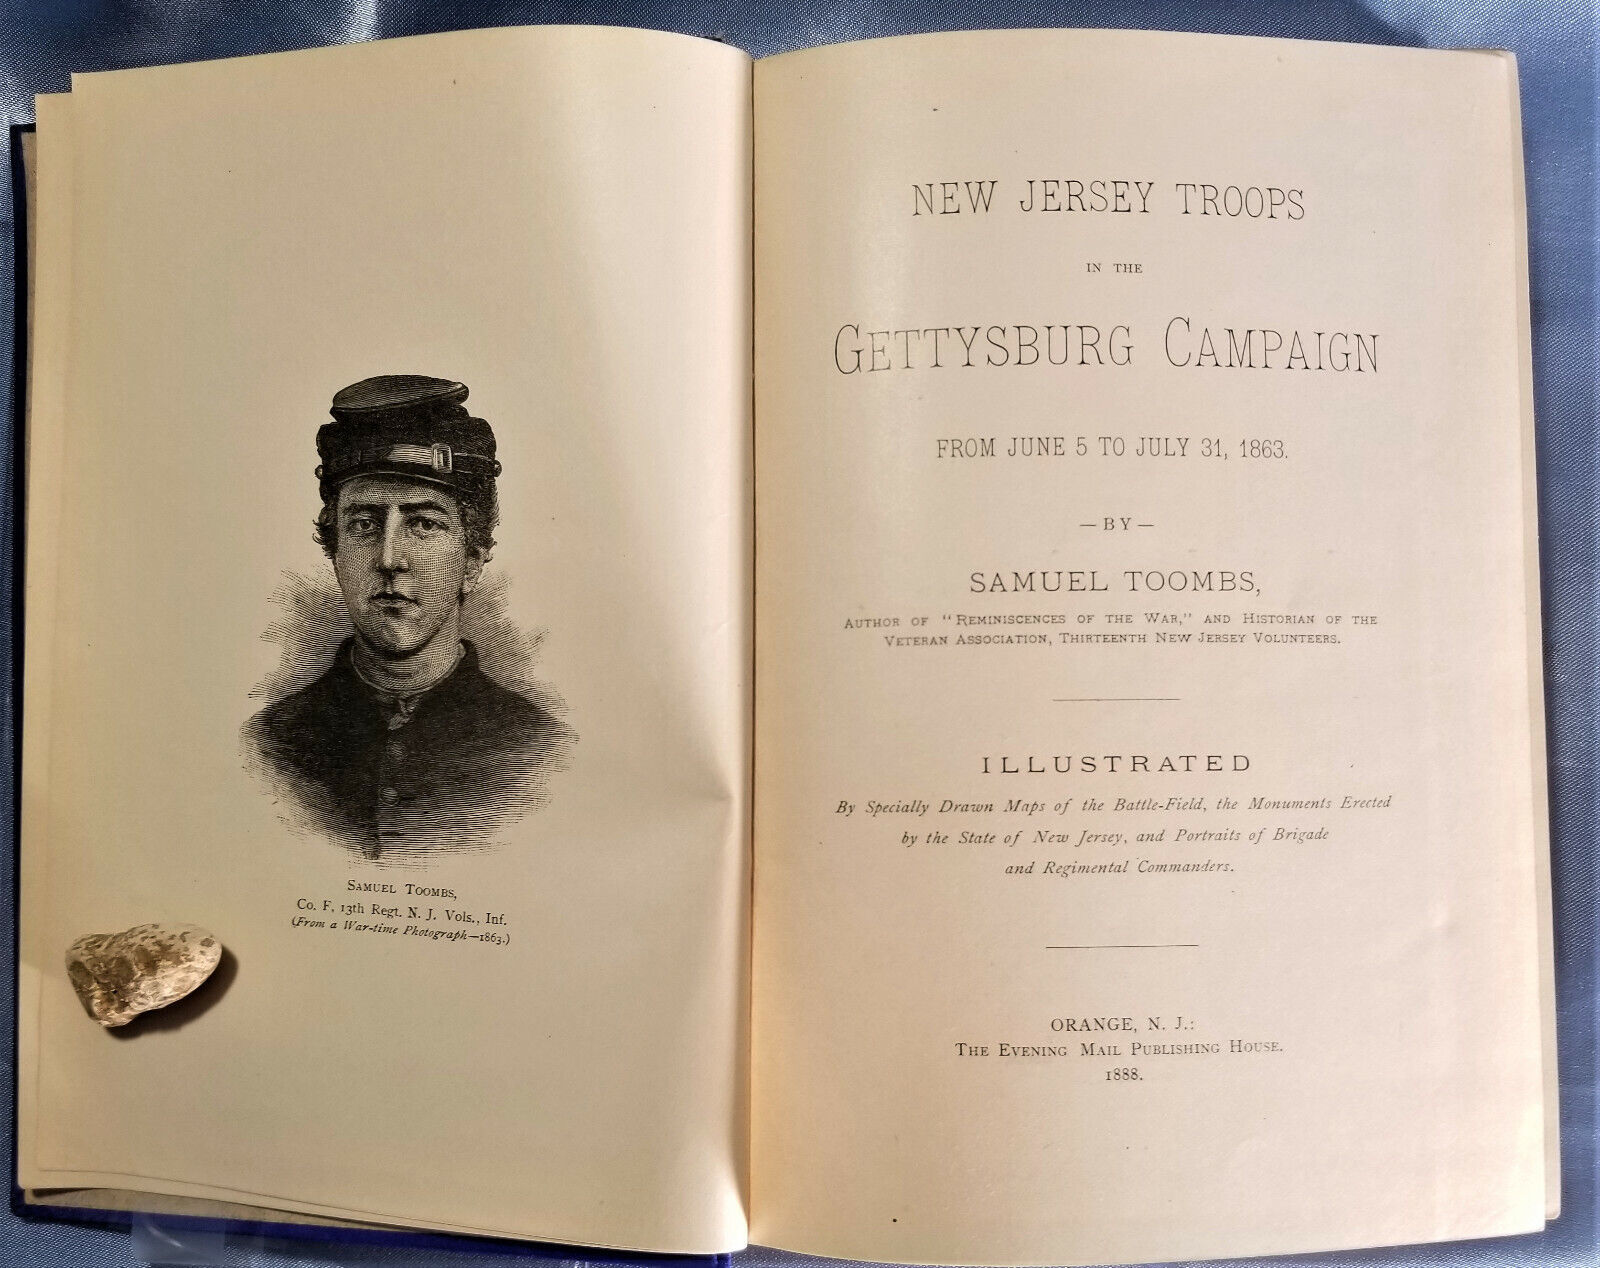 SAMUEL TOOMBS,
Co. F, 13th Regt. N. J. Vols., Inf.
(From a War-time Photograph—1863.)
NEW JERSEY TROOPS
IN THE
GETTYSBURG CAMPAIGN
FROM JUNE 5 TO JULY 31, 1863.
— BY —
SAMUEL TOOMBS,
AUTHOR OF "REMINISCENCES OF THE WAR," AND HISTORIAN OF THE
VETERAN ASSOCIATION, THIRTEENTH NEW JERSEY VOLUNTEERS.
ILLUSTRATED
By Specially Drawn Maps of the Battle-Field, the Monuments Erected
by the State of New Jersey, and Portraits of Brigade
and Regimental Commanders.
ORANGE, N. J.:
THE EVENING MAIL PUBLISHING HOUSE.
1888.